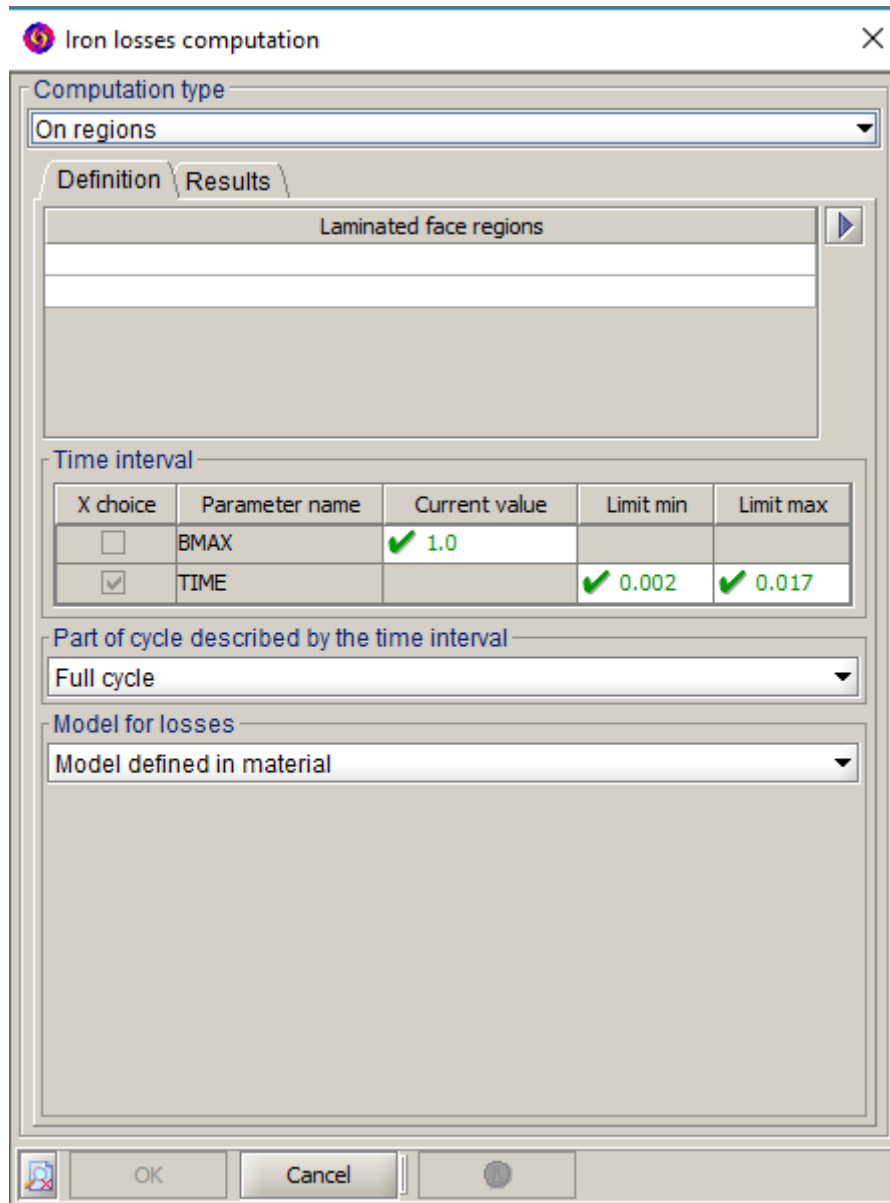 Iron losses computation
Computation type
On regions
Definition Results
Laminated face regions
Time interval
X choice Parameter name Current value Limit min Limit max
BMAX 1.0
TIME 0.002 0.017
Part of cycle described by the time interval
Full cycle
Model for losses
Model defined in material
OK Cancel